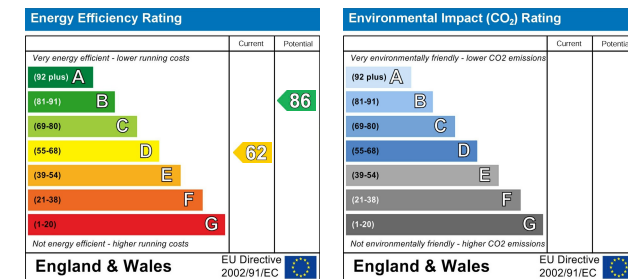 Energy Efficiency Rating
Current Potential
Very energy efficient - lower running costs
(92 plus) A
(81-91) B
86
(69-80) C
(55-68) D
62
(39-54) E
(21-38) F
(1-20) G
Not energy efficient - higher running costs
England & Wales
EU Directive
2002/91/EC
Environmental Impact (CO₂) Rating
Current Potential
Very environmentally friendly - lower CO2 emissions
(92 plus) A
(81-91) B
(69-80) C
(55-68) D
(39-54) E
(21-38) F
(1-20) G
Not environmentally friendly - higher CO2 emissions
England & Wales
EU Directive
2002/91/EC